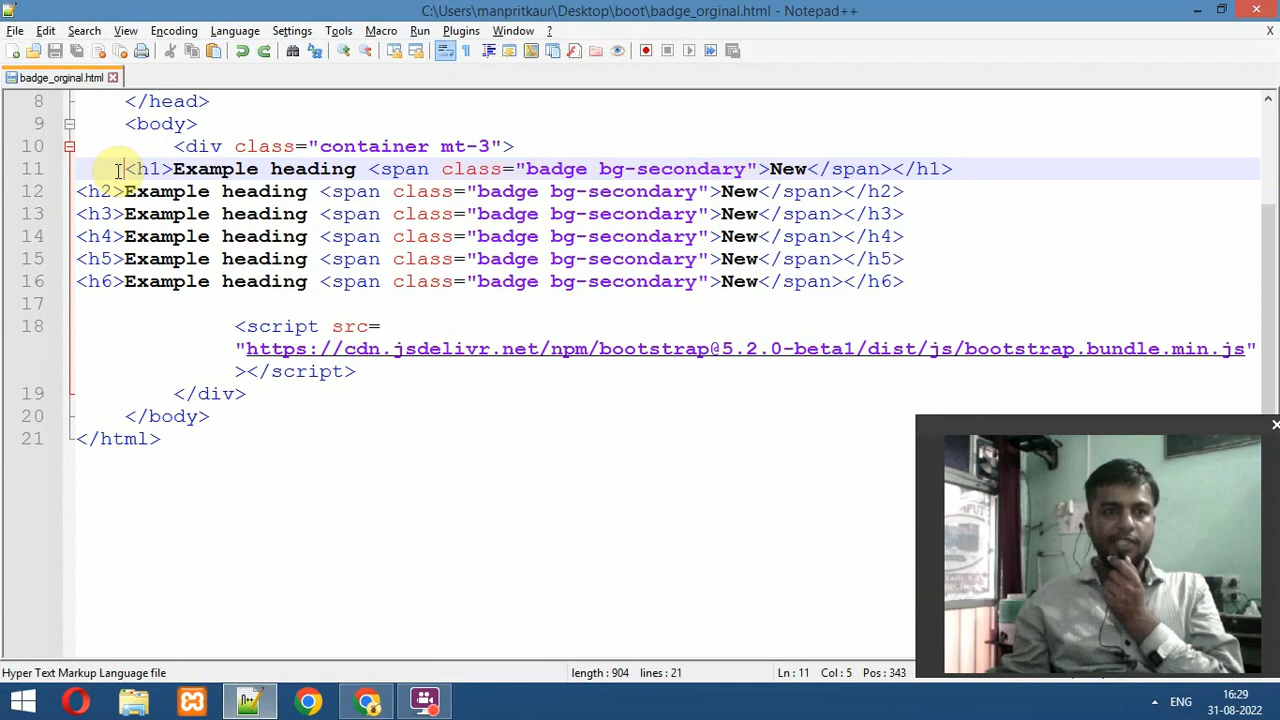 C:\Users\manpritkaur\Desktop\boot\badge_orginal.html - Notepad++
File Edit Search View Encoding Language Settings Tools Macro Run Plugins Window ? X
badge_orginal.html
8 </head>
9 <body>
10 <div class="container mt-3">
11 <h1>Example heading <span class="badge bg-secondary">New</span></h1>
12 <h2>Example heading <span class="badge bg-secondary">New</span></h2>
13 <h3>Example heading <span class="badge bg-secondary">New</span></h3>
14 <h4>Example heading <span class="badge bg-secondary">New</span></h4>
15 <h5>Example heading <span class="badge bg-secondary">New</span></h5>
16 <h6>Example heading <span class="badge bg-secondary">New</span></h6>
17
18 <script src=
"https://cdn.jsdelivr.net/npm/bootstrap@5.2.0-beta1/dist/js/bootstrap.bundle.min.js"
></script>
19 </div>
20 </body>
21 </html>
Hyper Text Markup Language file length : 904 lines : 21 Ln : 11 Col : 5 Pos : 343
ENG 16:29
31-08-2022